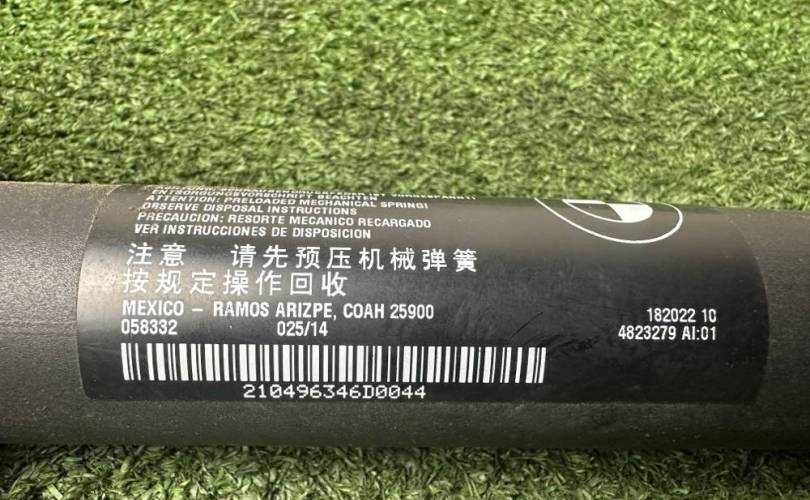 ENTSORGUNGSVORSCHRIFT BEACHTEN
ATTENTION: PRELOADED MECHANICAL SPRING!
OBSERVE DISPOSAL INSTRUCTIONS
PRECAUCION: RESORTE MECANICO RECARGADO
VER INSTRUCCIONES DE DISPOSICION
注意 请先预压机械弹簧
按规定操作回收
MEXICO – RAMOS ARIZPE, COAH 25900
058332 025/14
182022 10
4823279 AI:01
210496346D0044